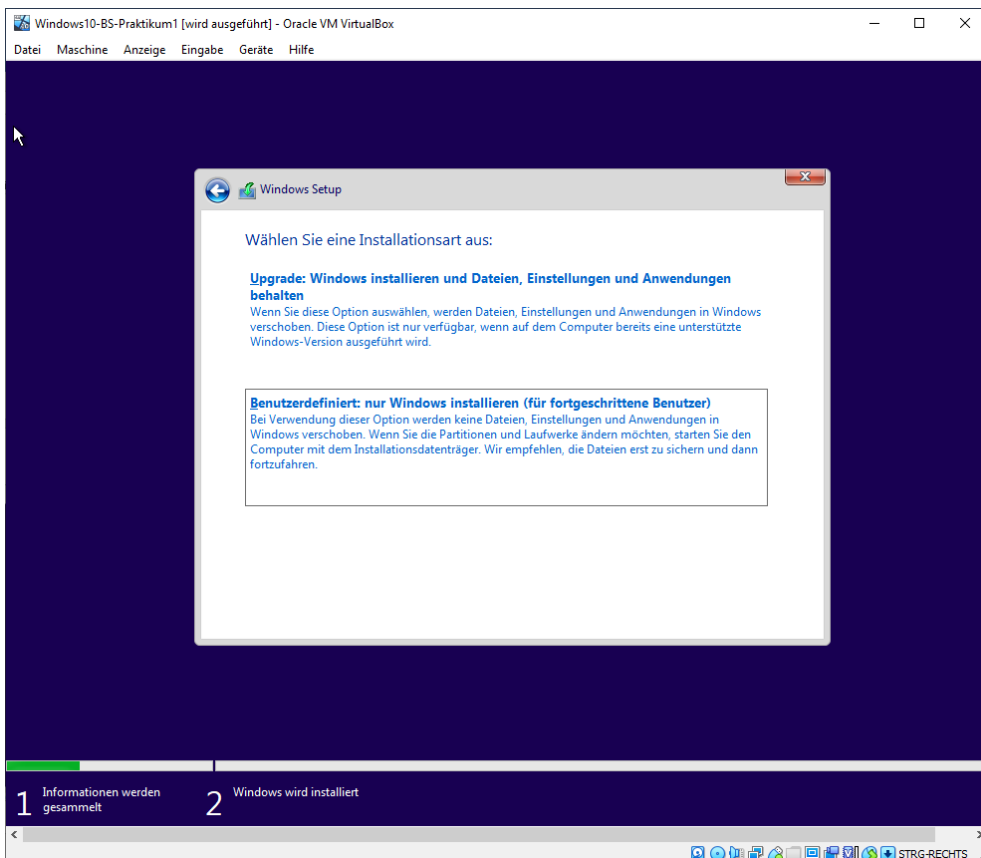 Windows10-BS-Praktikum1 [wird ausgeführt] - Oracle VM VirtualBox
Datei Maschine Anzeige Eingabe Geräte Hilfe
Windows Setup
Wählen Sie eine Installationsart aus:
Upgrade: Windows installieren und Dateien, Einstellungen und Anwendungen
behalten
Wenn Sie diese Option auswählen, werden Dateien, Einstellungen und Anwendungen in Windows
verschoben. Diese Option ist nur verfügbar, wenn auf dem Computer bereits eine unterstützte
Windows-Version ausgeführt wird.
Benutzerdefiniert: nur Windows installieren (für fortgeschrittene Benutzer)
Bei Verwendung dieser Option werden keine Dateien, Einstellungen und Anwendungen in
Windows verschoben. Wenn Sie die Partitionen und Laufwerke ändern möchten, starten Sie den
Computer mit dem Installationsdatenträger. Wir empfehlen, die Dateien erst zu sichern und dann
fortzufahren.
1 Informationen werden
gesammelt
2 Windows wird installiert
STRG-RECHTS